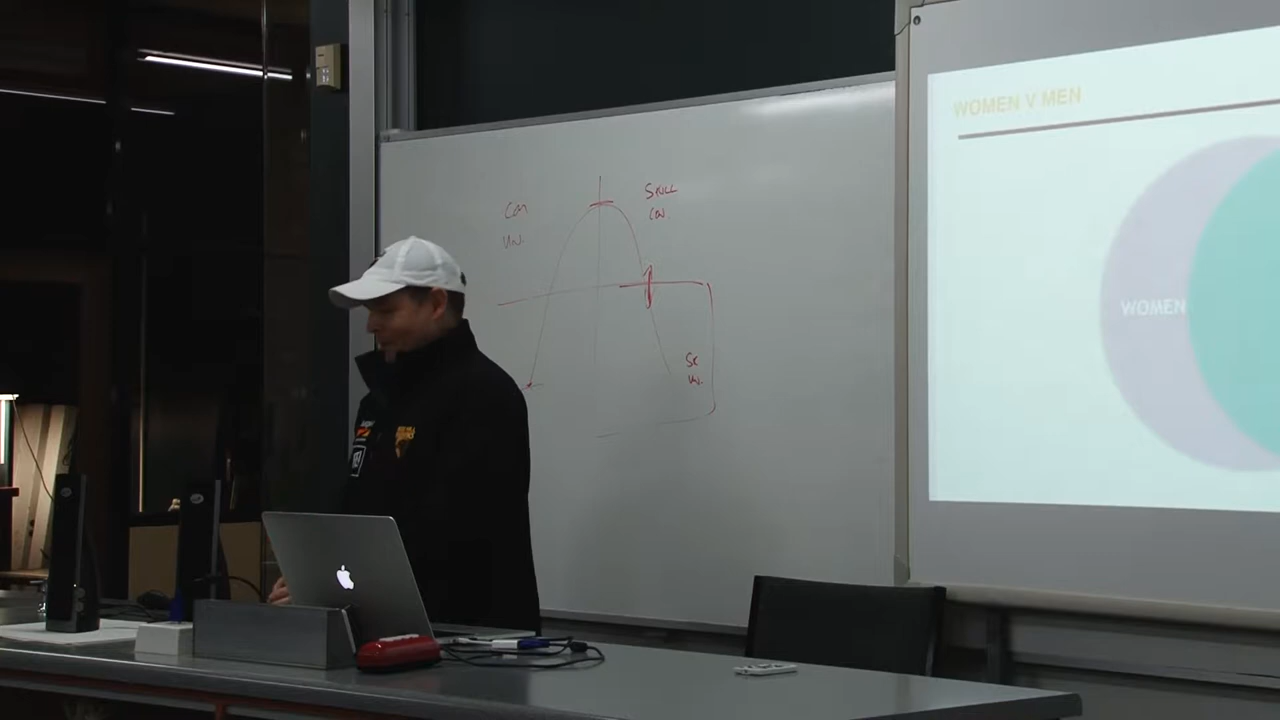 Con
Un.
SKILL
Con.
SK
Un.
WOMEN V MEN
WOMEN